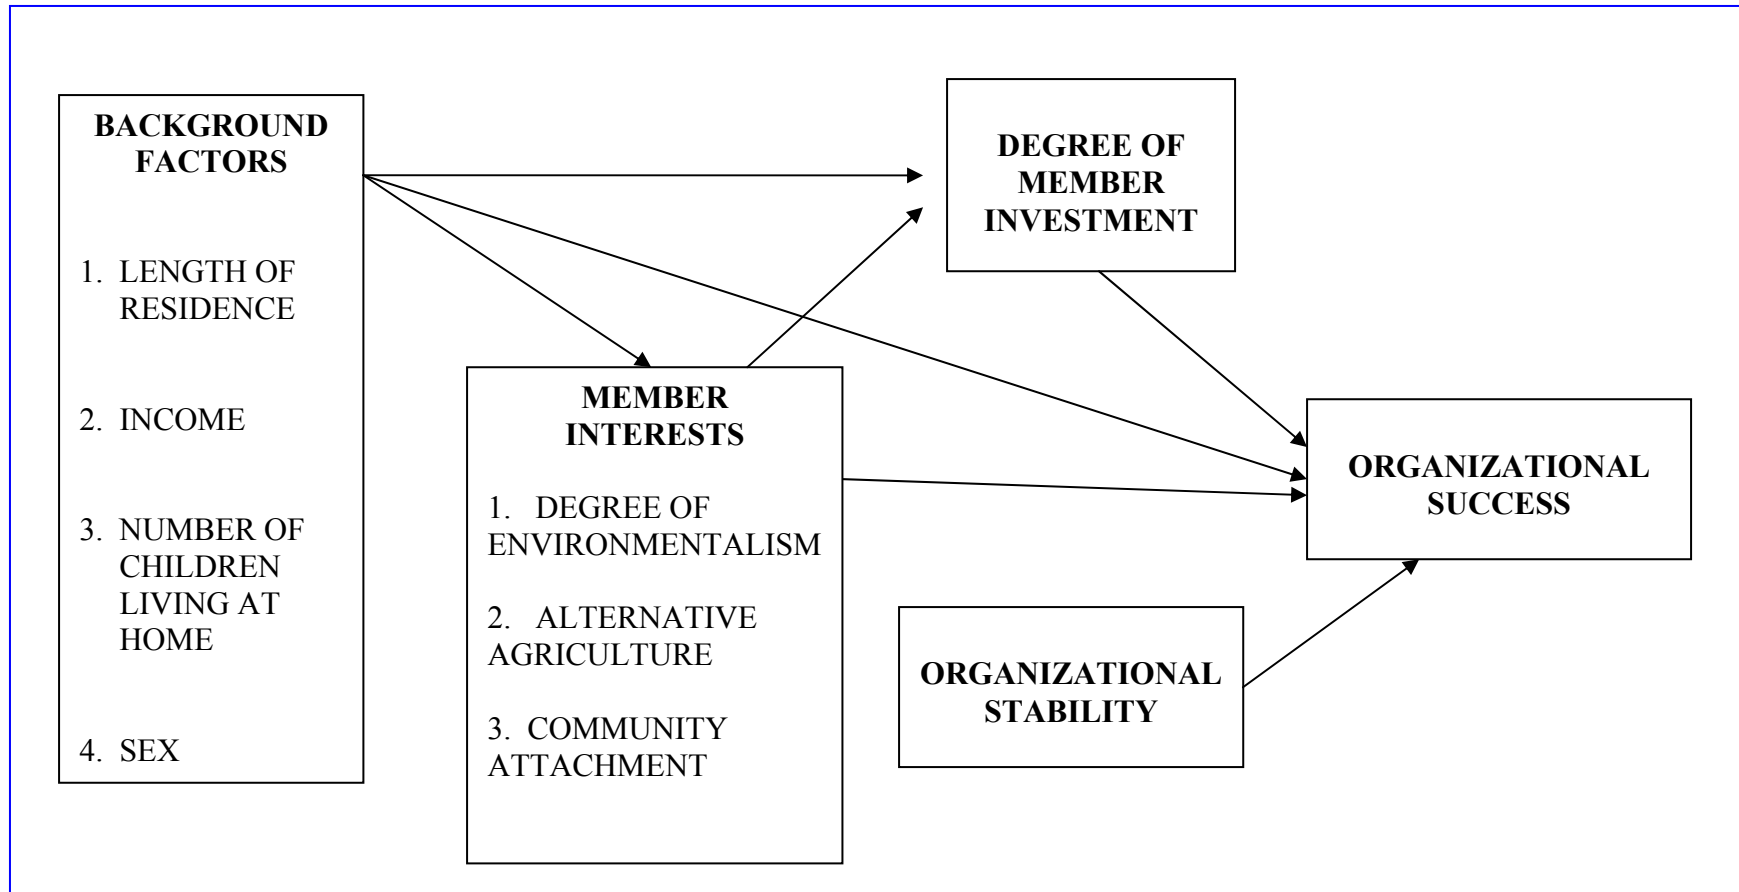 BACKGROUND
FACTORS
1. LENGTH OF
RESIDENCE
2. INCOME
3. NUMBER OF
CHILDREN
LIVING AT
HOME
4. SEX
MEMBER
INTERESTS
1. DEGREE OF
ENVIRONMENTALISM
2. ALTERNATIVE
AGRICULTURE
3. COMMUNITY
ATTACHMENT
DEGREE OF
MEMBER
INVESTMENT
ORGANIZATIONAL
STABILITY
ORGANIZATIONAL
SUCCESS